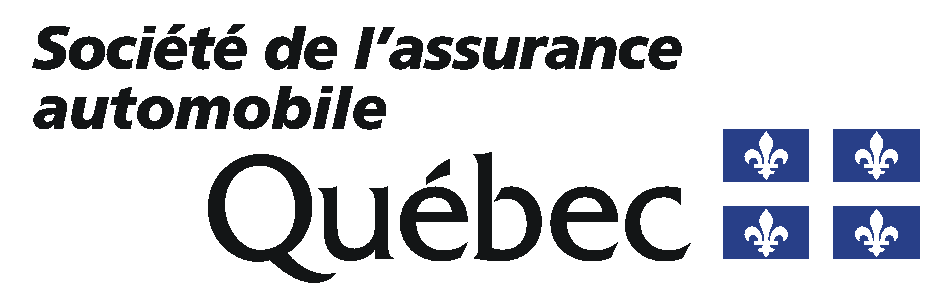 Société de l’assurance
automobile
Québec